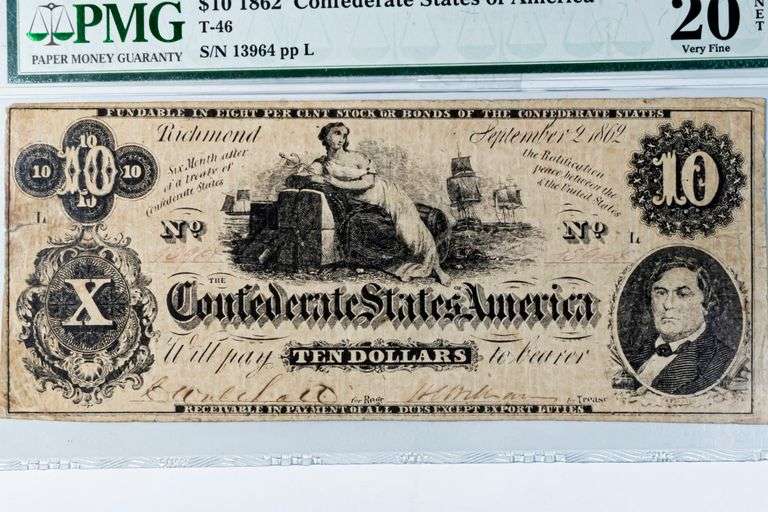 $10 1862 Confederate States of America
PMG
PAPER MONEY GUARANTY
T-46
S/N 13964 pp L
20
Very Fine
NET
FUNDABLE IN EIGHT PER CENT STOCK OR BONDS OF THE CONFEDERATE STATES
Richmond
September 2 1862
10
10
10
10
Six Month after
of a treaty of
Confederate States
the Ratification
peace between the
& the United States
10
L
No
No
L
THE
Confederate States America
X
Will pay TEN DOLLARS to bearer
for Regr
for Treasr
RECEIVABLE IN PAYMENT OF ALL DUES EXCEPT EXPORT DUTIES